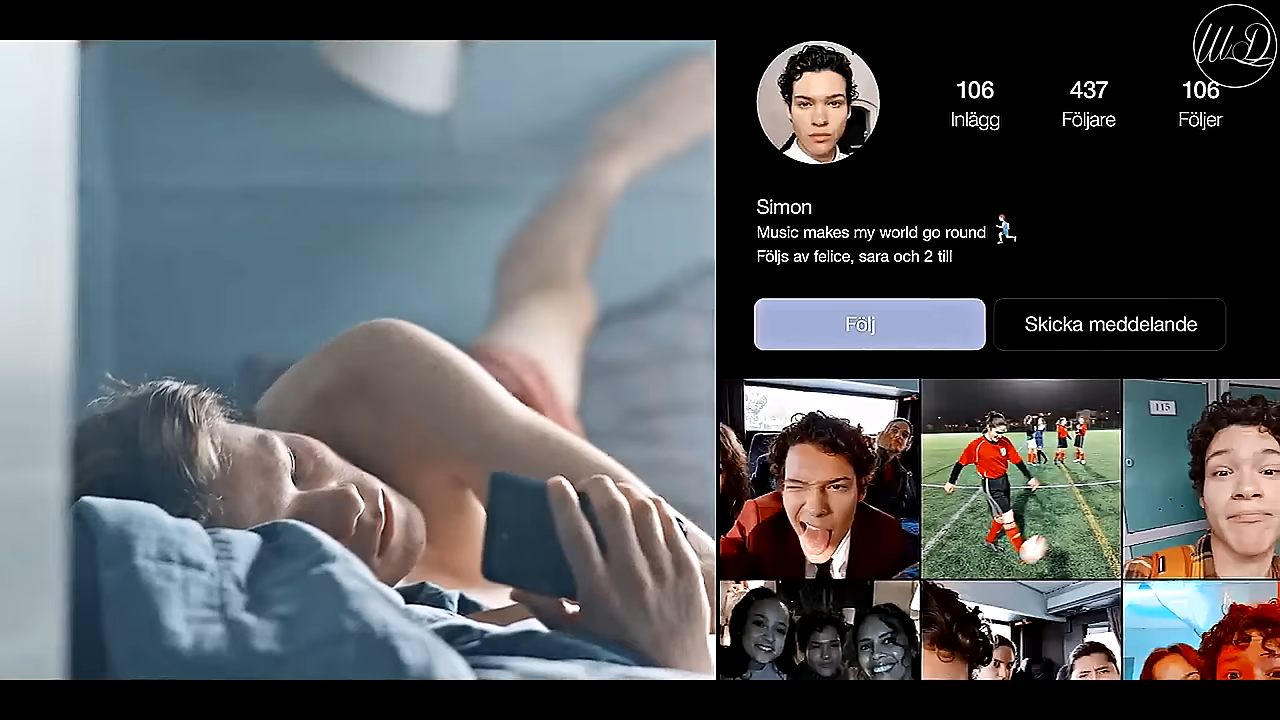 WD
106 437 106
Inlägg Följare Följer
Simon
Music makes my world go round
Följs av felice, sara och 2 till
Följ Skicka meddelande
115